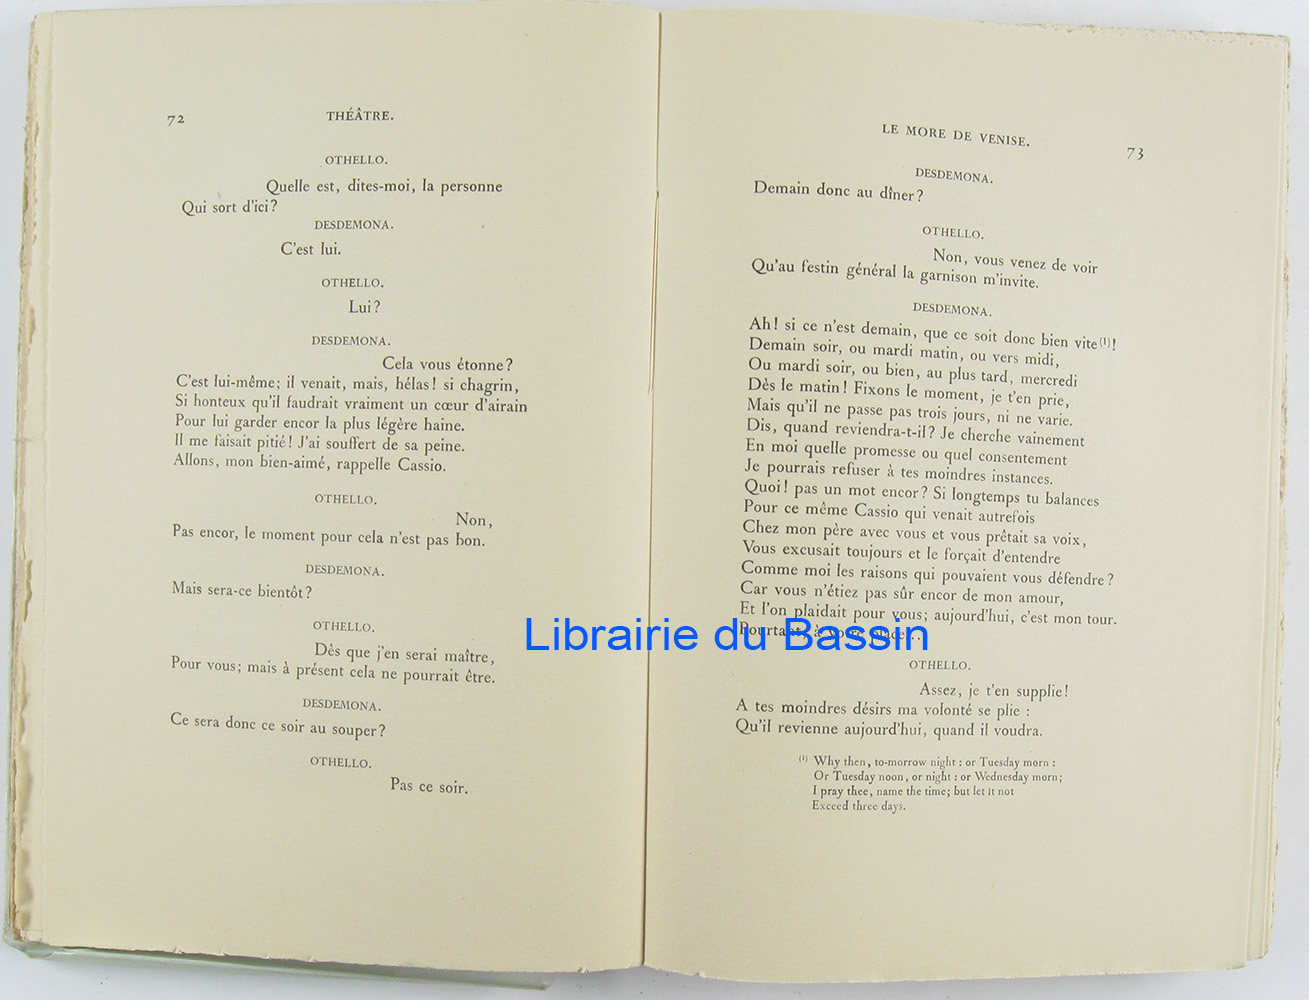 72
THÉÂTRE.
OTHELLO.
Quelle est, dites-moi, la personne
Qui sort d'ici?
DESDEMONA.
C'est lui.
OTHELLO.
Lui?
DESDEMONA.
Cela vous étonne?
C'est lui-même; il venait, mais, hélas! si chagrin,
Si honteux qu'il faudrait vraiment un cœur d'airain
Pour lui garder encor la plus légère haine.
Il me faisait pitié! J'ai souffert de sa peine.
Allons, mon bien-aimé, rappelle Cassio.
OTHELLO.
Non,
Pas encor, le moment pour cela n'est pas bon.
DESDEMONA.
Mais sera-ce bientôt?
OTHELLO.
Dès que j'en serai maître,
Pour vous; mais à présent cela ne pourrait être.
DESDEMONA.
Ce sera donc ce soir au souper?
OTHELLO.
Pas ce soir.
LE MORE DE VENISE.
73
DESDEMONA.
Demain donc au dîner?
OTHELLO.
Non, vous venez de voir
Qu'au festin général la garnison m'invite.
DESDEMONA.
Ah! si ce n'est demain, que ce soit donc bien vite (1)!
Demain soir, ou mardi matin, ou vers midi,
Ou mardi soir, ou bien, au plus tard, mercredi
Dès le matin! Fixons le moment, je t'en prie,
Mais qu'il ne passe pas trois jours, ni ne varie.
Dis, quand reviendra-t-il? Je cherche vainement
En moi quelle promesse ou quel consentement
Je pourrais refuser à tes moindres instances.
Quoi! pas un mot encor? Si longtemps tu balances
Pour ce même Cassio qui venait autrefois
Chez mon père avec vous et vous prêtait sa voix,
Vous excusait toujours et le forçait d'entendre
Comme moi les raisons qui pouvaient vous défendre?
Car vous n'étiez pas sûr encor de mon amour,
Et l'on plaidait pour vous; aujourd'hui, c'est mon tour.
Pourtant, à votre place...
Librairie du Bassin
OTHELLO.
Assez, je t'en supplie!
A tes moindres désirs ma volonté se plie :
Qu'il revienne aujourd'hui, quand il voudra.
(1) Why then, to-morrow night : or Tuesday morn :
Or Tuesday noon, or night : or Wednesday morn;
I pray thee, name the time; but let it not
Exceed three days.